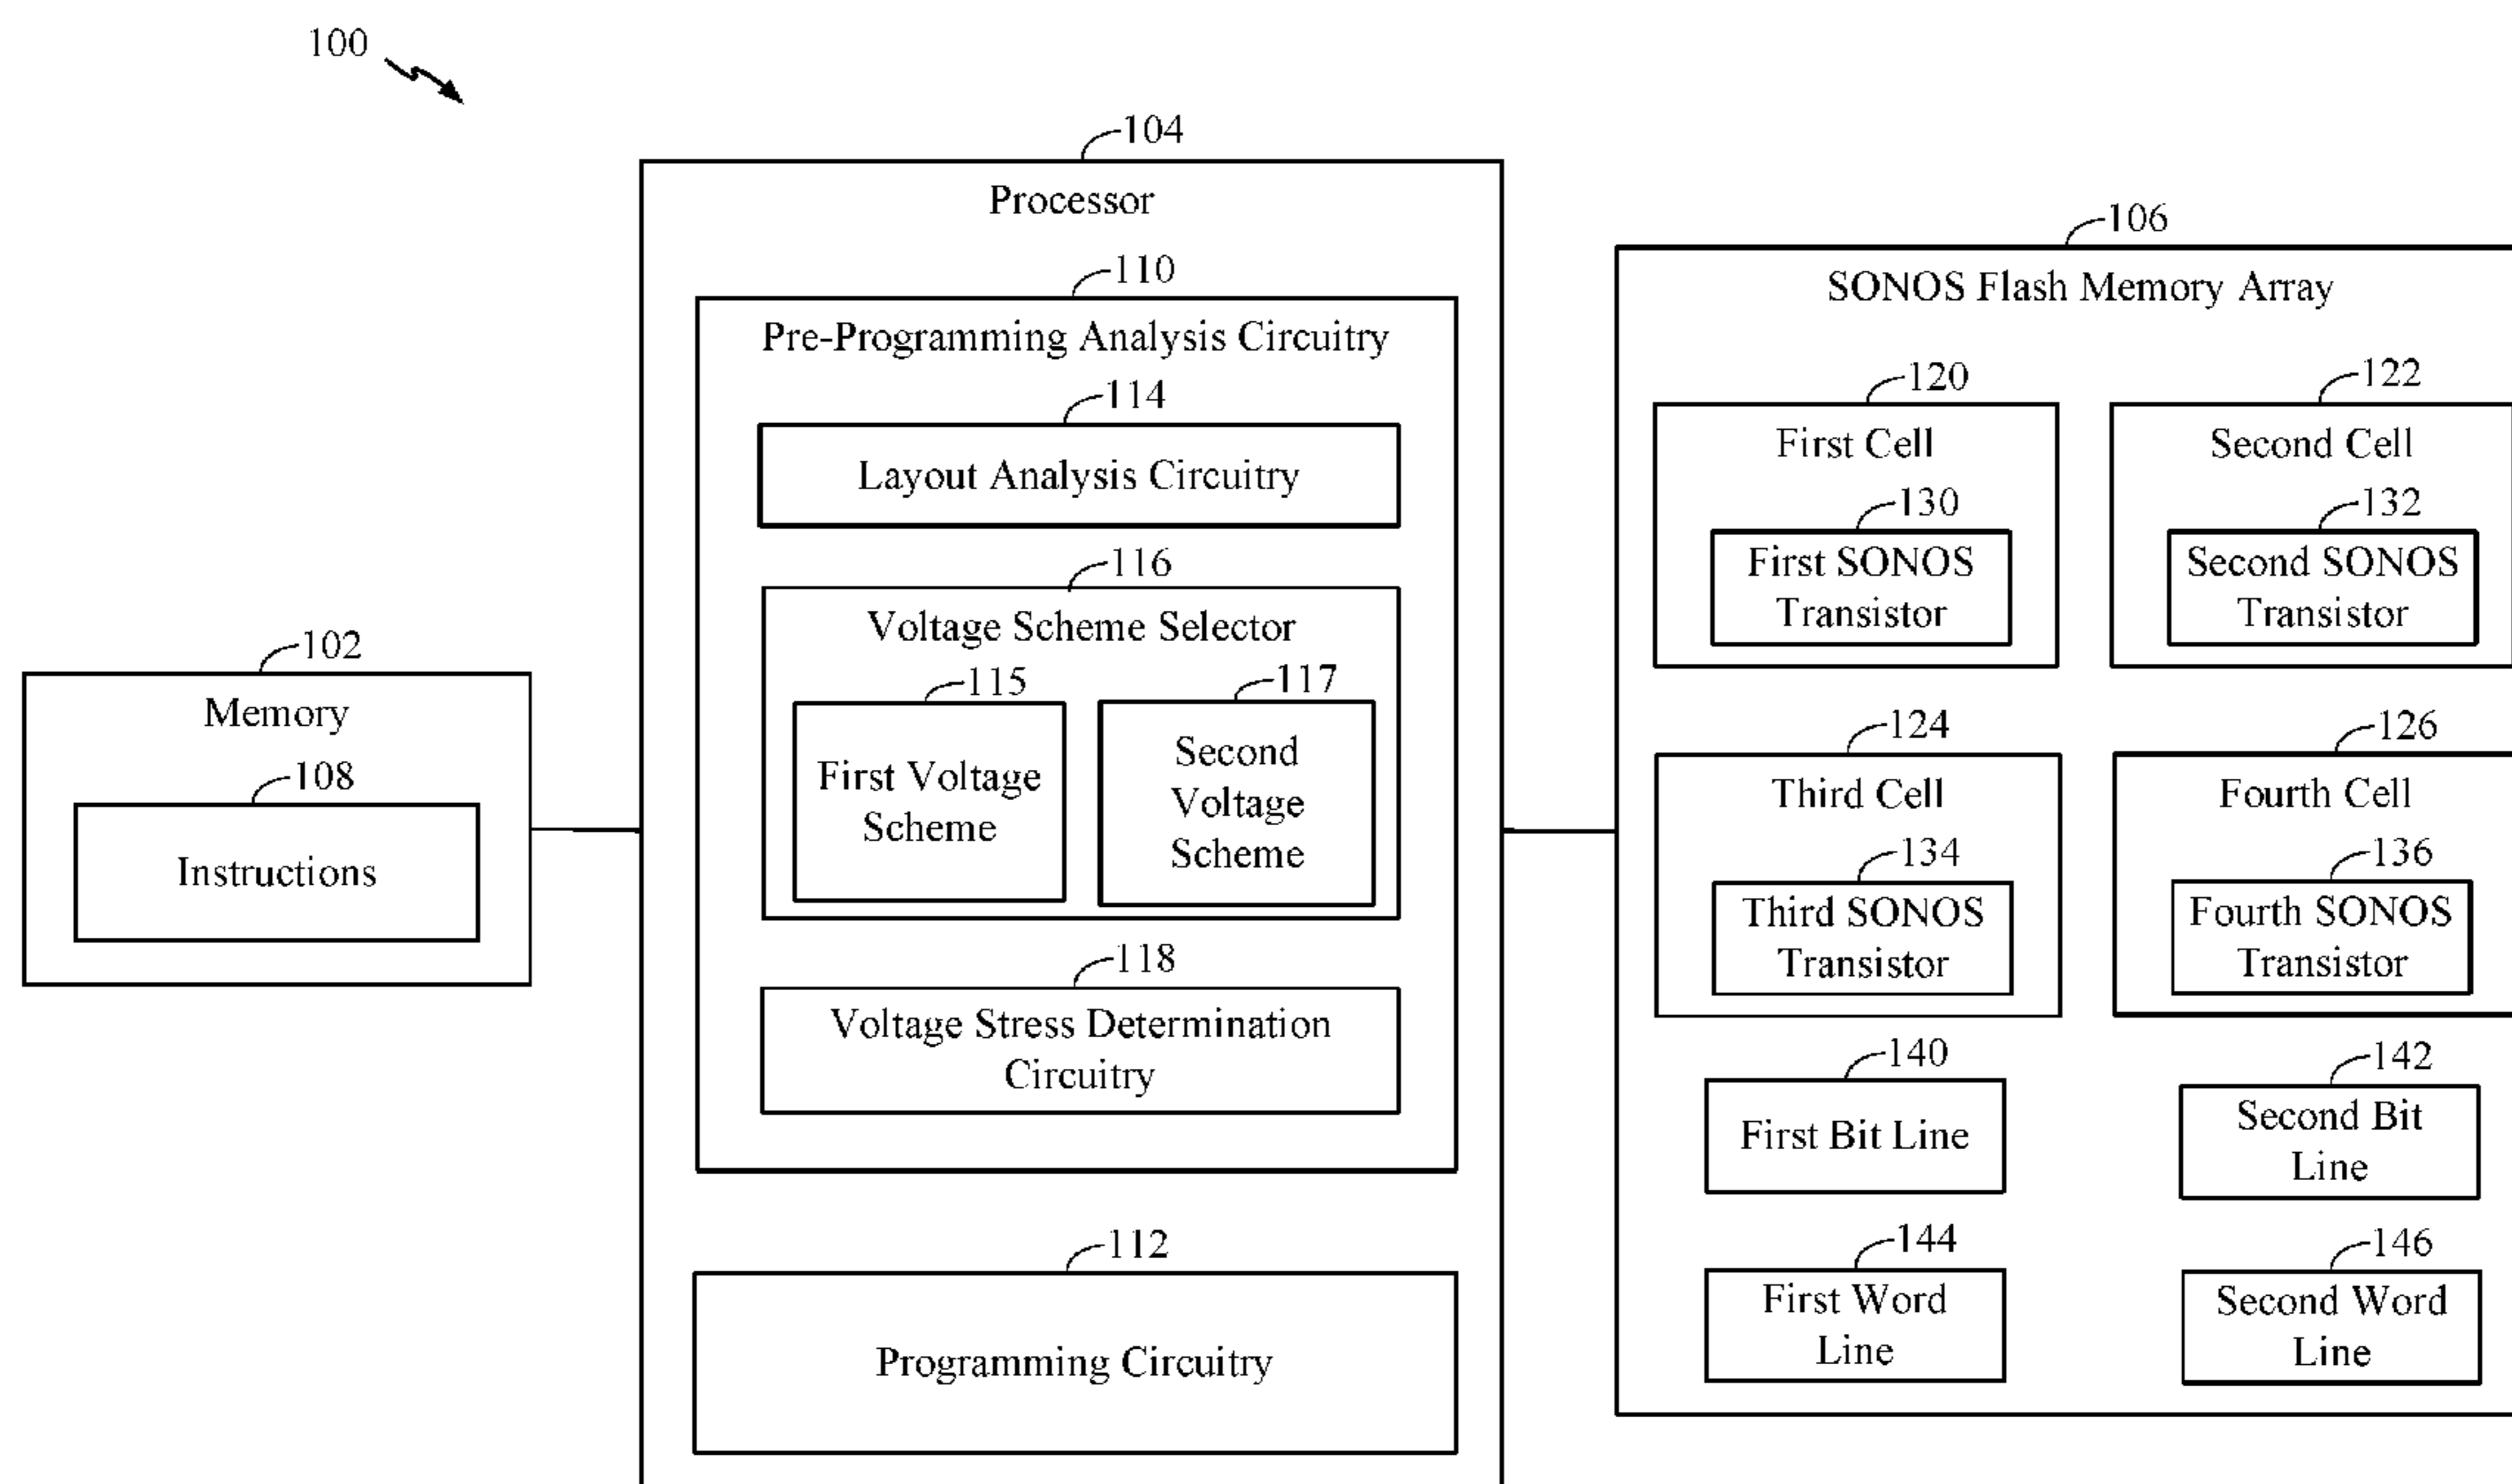 100
102
Memory
108
Instructions
104
Processor
110
Pre-Programming Analysis Circuitry
114
Layout Analysis Circuitry
116
Voltage Scheme Selector
115
First Voltage
Scheme
117
Second
Voltage
Scheme
118
Voltage Stress Determination
Circuitry
112
Programming Circuitry
106
SONOS Flash Memory Array
120
First Cell
130
First SONOS
Transistor
122
Second Cell
132
Second SONOS
Transistor
124
Third Cell
134
Third SONOS
Transistor
126
Fourth Cell
136
Fourth SONOS
Transistor
140
First Bit Line
142
Second Bit
Line
144
First Word
Line
146
Second Word
Line